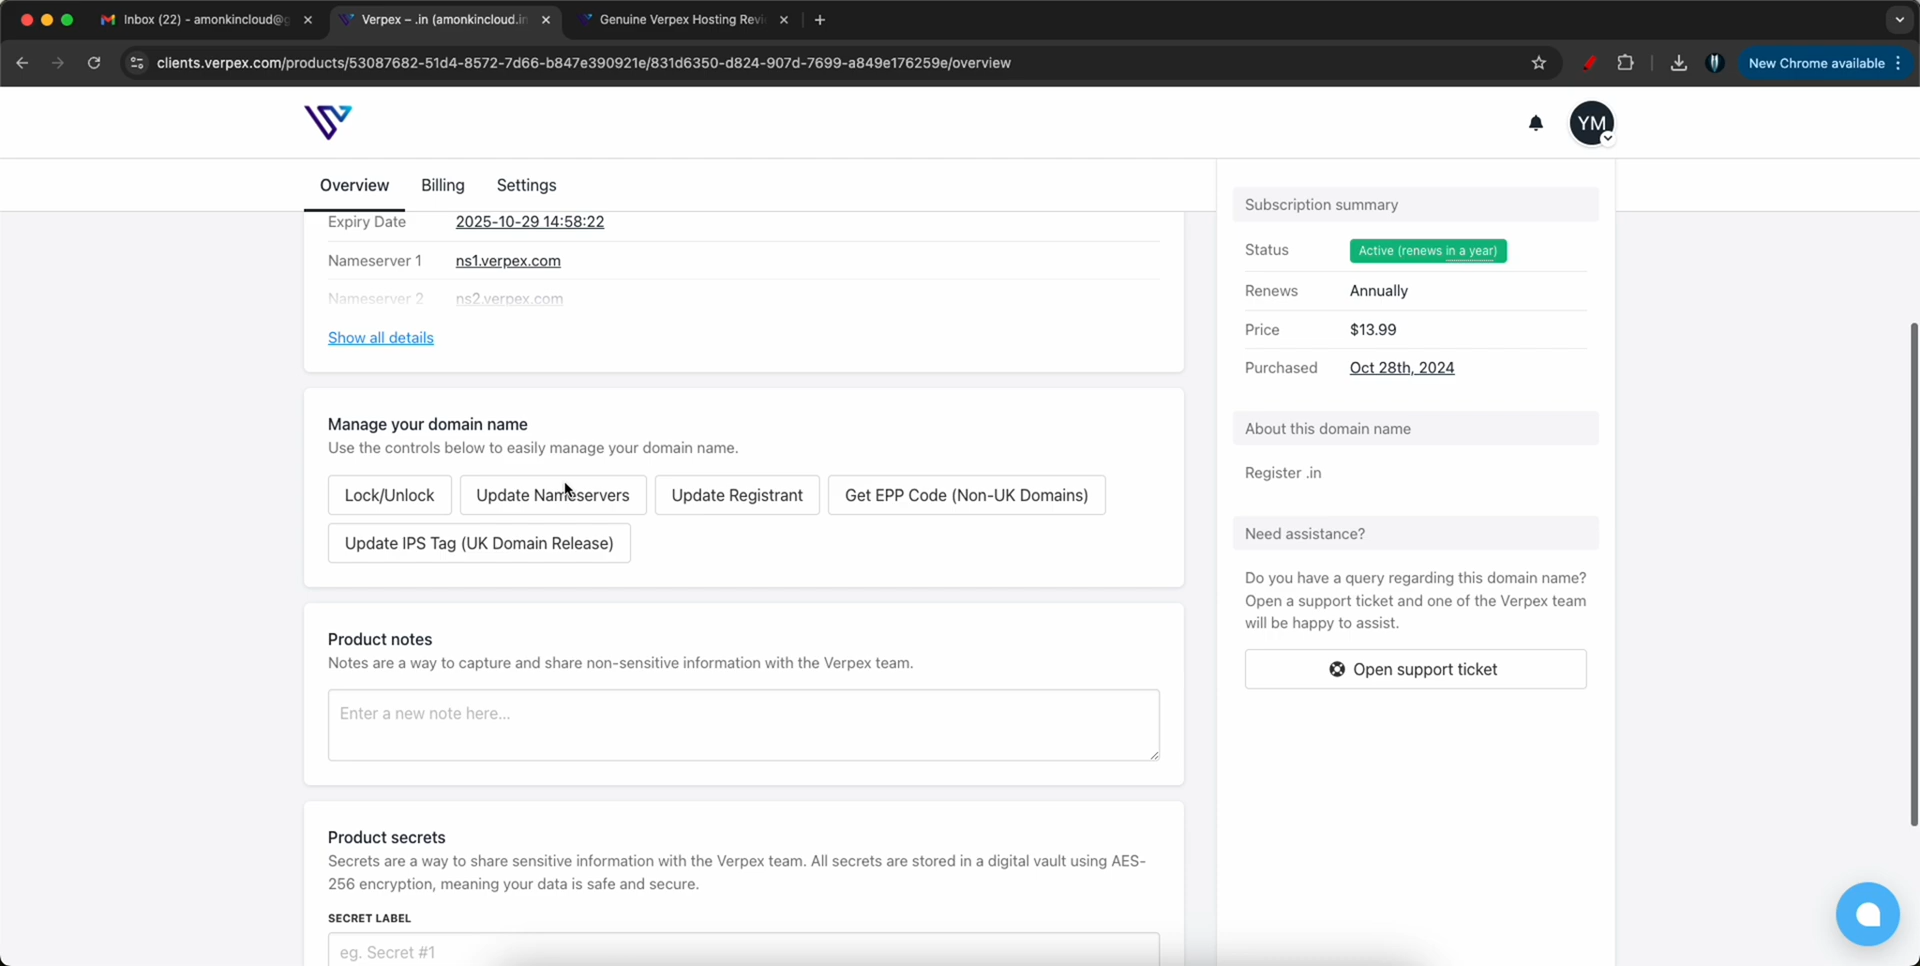 Inbox (22) - amonkincloud@g
Verpex – .in (amonkincloud.in
Genuine Verpex Hosting Revi
clients.verpex.com/products/53087682-51d4-8572-7d66-b847e390921e/831d6350-d824-907d-7699-a849e176259e/overview
New Chrome available
YM
Overview Billing Settings
Expiry Date 2025-10-29 14:58:22
Nameserver 1 ns1.verpex.com
Nameserver 2 ns2.verpex.com
Show all details
Manage your domain name
Use the controls below to easily manage your domain name.
Lock/Unlock Update Nameservers Update Registrant Get EPP Code (Non-UK Domains)
Update IPS Tag (UK Domain Release)
Product notes
Notes are a way to capture and share non-sensitive information with the Verpex team.
Enter a new note here...
Product secrets
Secrets are a way to share sensitive information with the Verpex team. All secrets are stored in a digital vault using AES-
256 encryption, meaning your data is safe and secure.
SECRET LABEL
eg. Secret #1
Subscription summary
Status Active (renews in a year)
Renews Annually
Price $13.99
Purchased Oct 28th, 2024
About this domain name
Register .in
Need assistance?
Do you have a query regarding this domain name?
Open a support ticket and one of the Verpex team
will be happy to assist.
Open support ticket